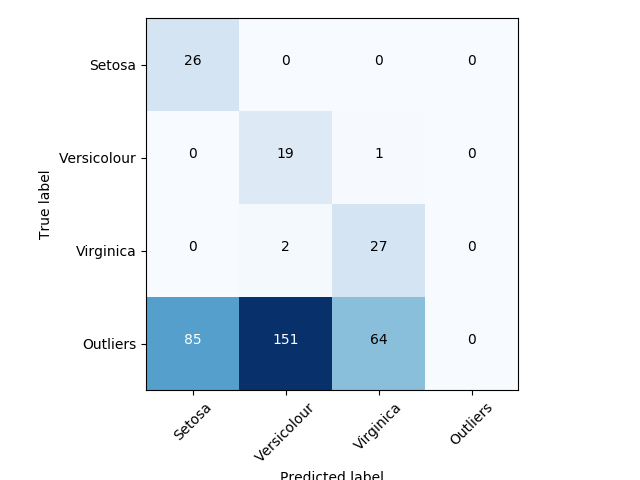 Setosa 26 0 0 0
Versicolour 0 19 1 0
Virginica 0 2 27 0
Outliers 85 151 64 0
True label
Setosa Versicolour Virginica Outliers
Predicted label